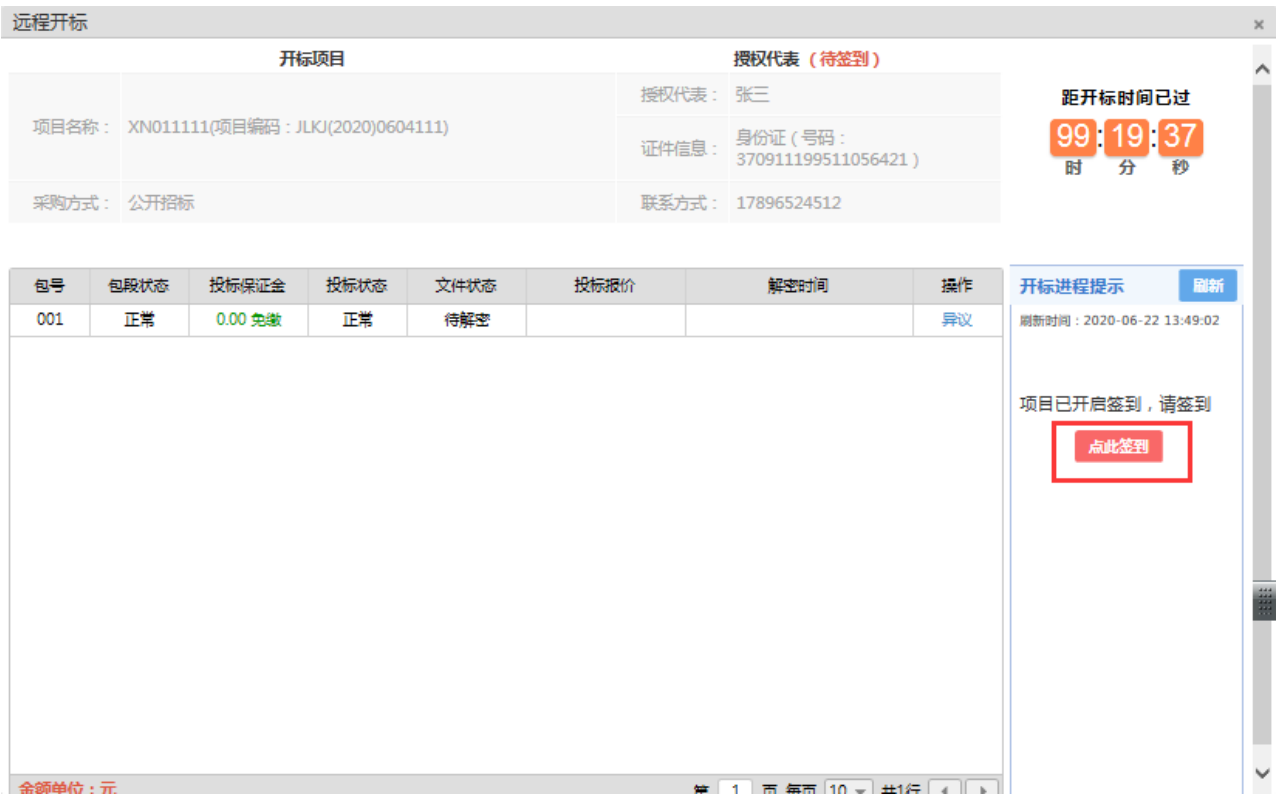 远程开标 ×
开标项目 授权代表（待签到）
授权代表： 张三
项目名称： XN011111(项目编码：JLKJ(2020)0604111)
证件信息： 身份证（号码：
370911199511056421）
采购方式： 公开招标 联系方式： 17896524512
距开标时间已过
99:19:37
时 分 秒
包号 包段状态 投标保证金 投标状态 文件状态 投标报价 解密时间 操作
001 正常 0.00 免缴 正常 待解密 异议
开标进程提示 刷新
刷新时间：2020-06-22 13:49:02
项目已开启签到，请签到
点此签到
金额单位：元 第 1 页 每页 10 共1行